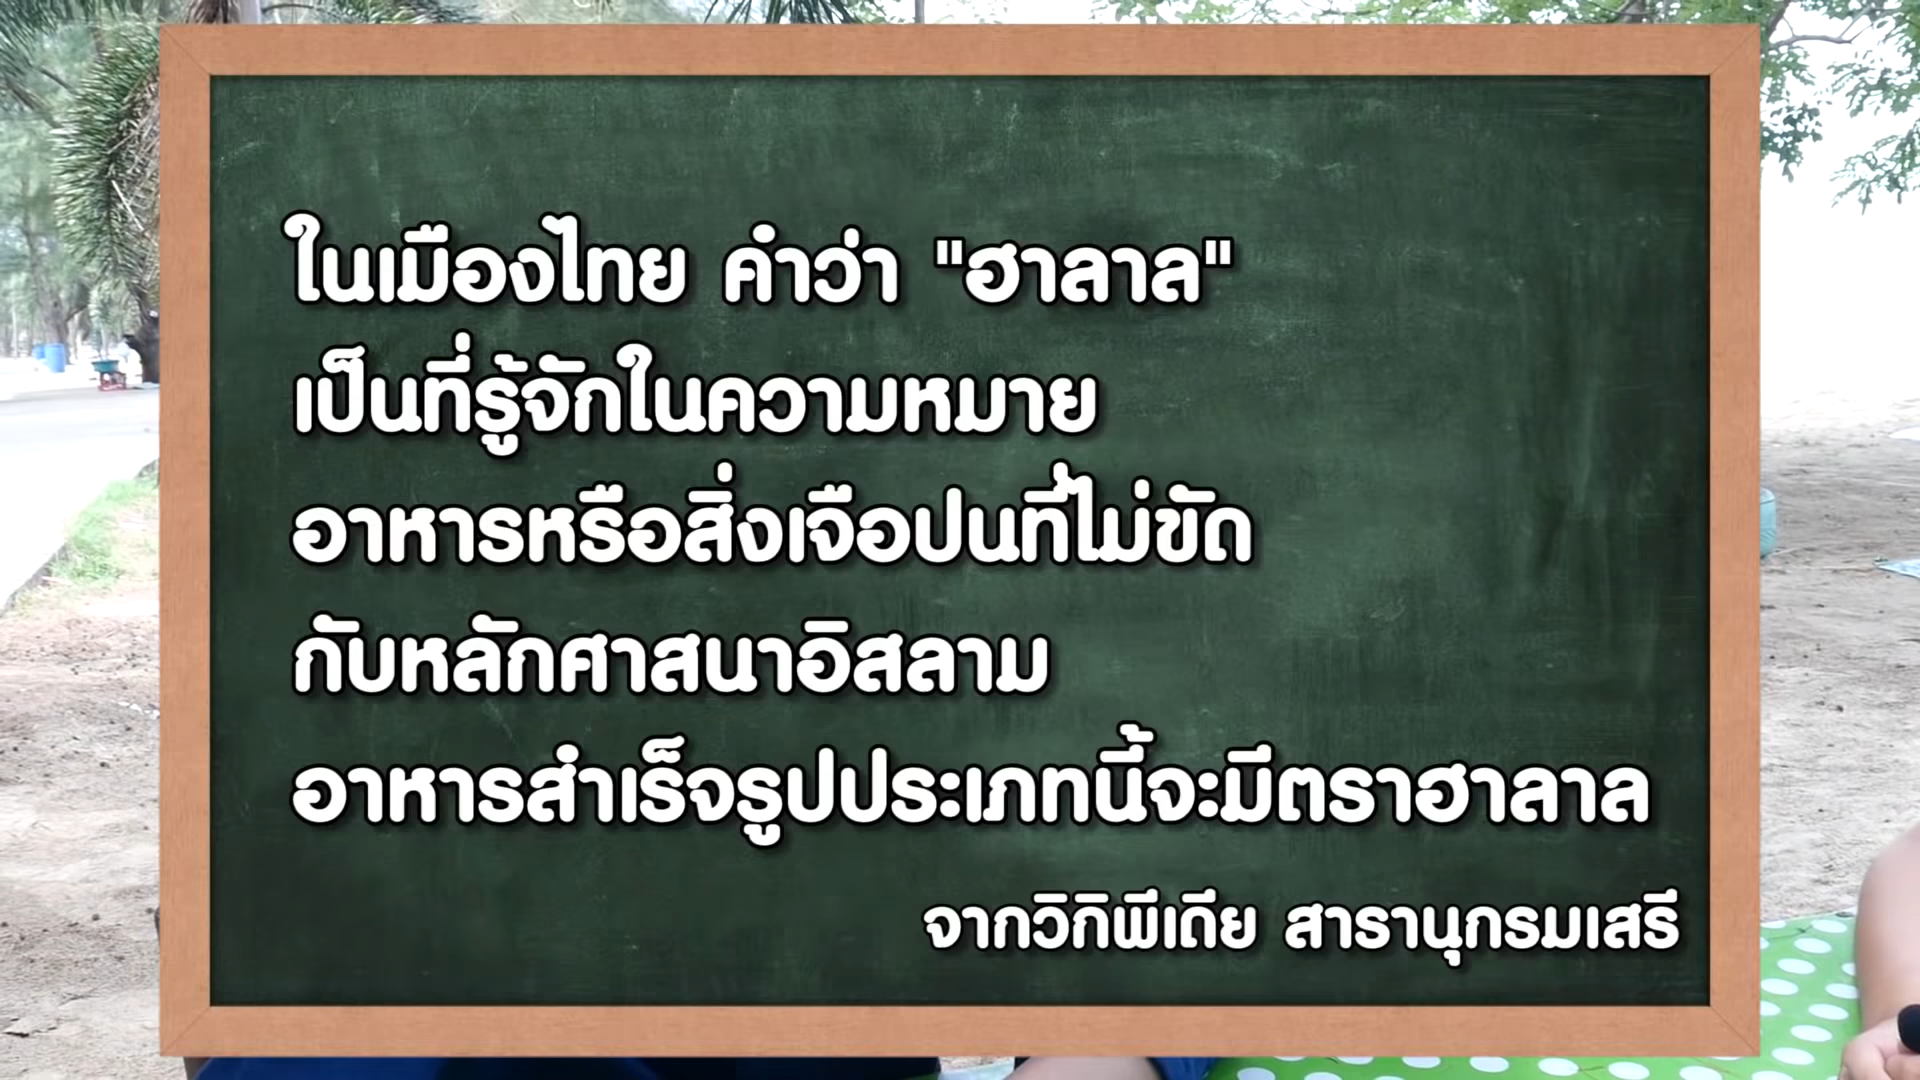 ในเมืองไทย คำว่า "ฮาลาล"
เป็นที่รู้จักในความหมาย
อาหารหรือสิ่งเจือปนที่ไม่ขัด
กับหลักศาสนาอิสลาม
อาหารสำเร็จรูปประเภทนี้จะมีตราฮาลาล
จากวิกิพีเดีย สารานุกรมเสรี